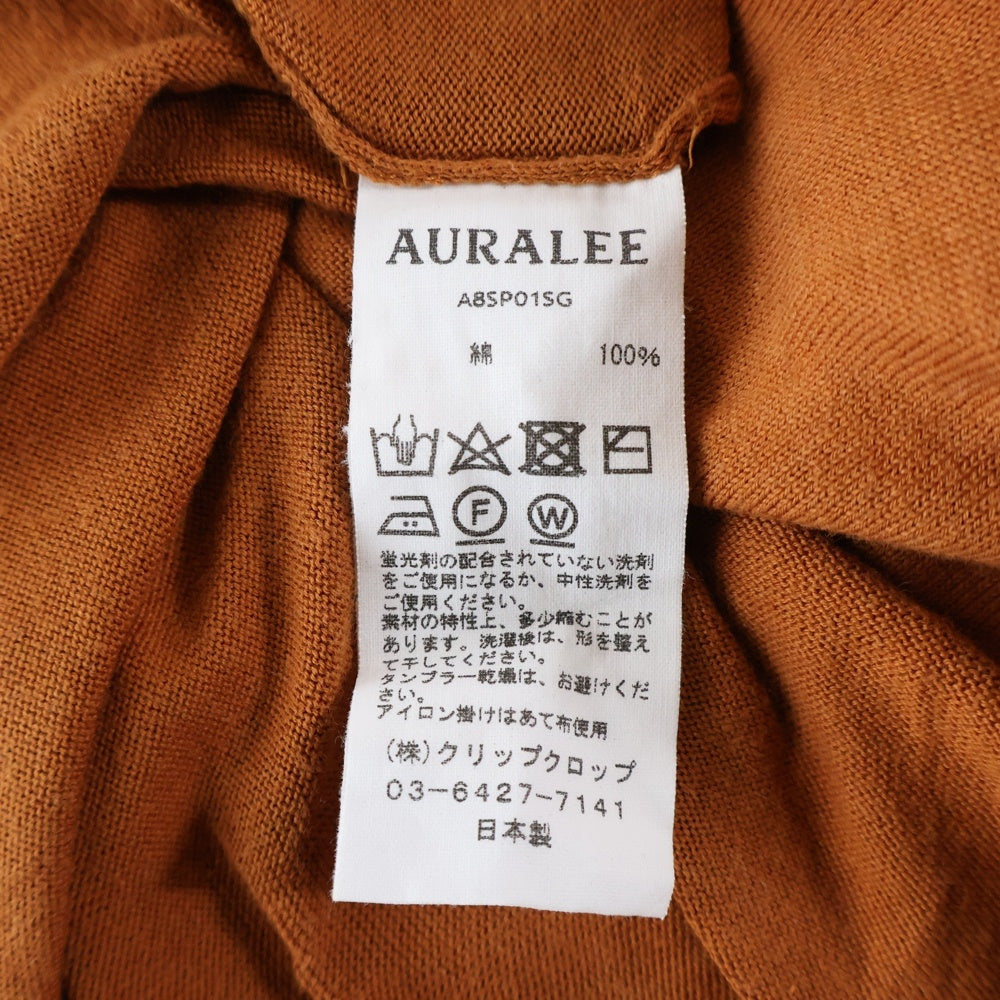 AURALEE
A8SP01SG
綿 100%
F W
蛍光剤の配合されていない洗剤
をご使用になるか、中性洗剤を
ご使用ください。
素材の特性上、多少縮むことが
あります。洗濯後は、形を整え
て干してください。
タンブラー乾燥は、お避けくだ
さい。
アイロン掛けはあて布使用
(株)クリップクロップ
03-6427-7141
日本製